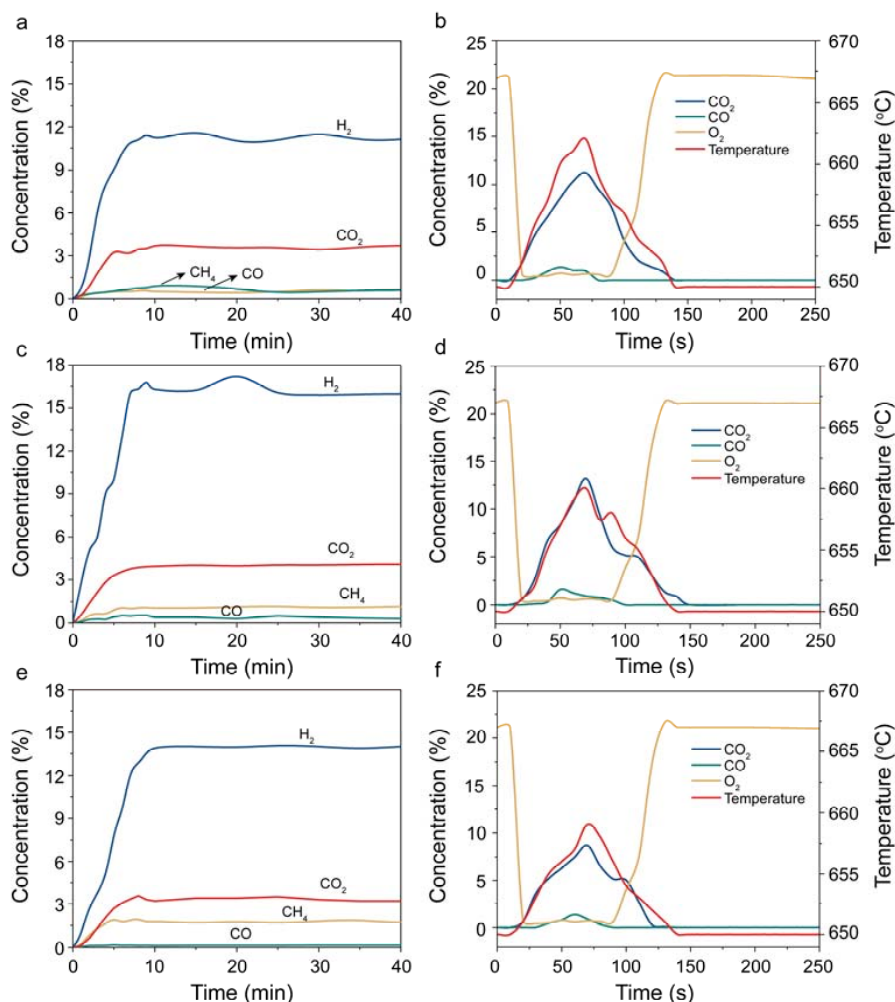 a
Concentration (%)
18
15
12
9
6
3
0
H₂
CO₂
CH₄
CO
0 10 20 30 40
Time (min)
b
Concentration (%)
25
20
15
10
5
0
CO₂
CO
O₂
Temperature
670
665
660
655
650
Temperature (°C)
0 50 100 150 200 250
Time (s)
c
Concentration (%)
18
15
12
9
6
3
0
H₂
CO₂
CH₄
CO
0 10 20 30 40
Time (min)
d
Concentration (%)
25
20
15
10
5
0
CO₂
CO
O₂
Temperature
670
665
660
655
650
Temperature (°C)
0 50 100 150 200 250
Time (s)
e
Concentration (%)
18
15
12
9
6
3
0
H₂
CO₂
CH₄
CO
0 10 20 30 40
Time (min)
f
Concentration (%)
25
20
15
10
5
0
CO₂
CO
O₂
Temperature
670
665
660
655
650
Temperature (°C)
0 50 100 150 200 250
Time (s)